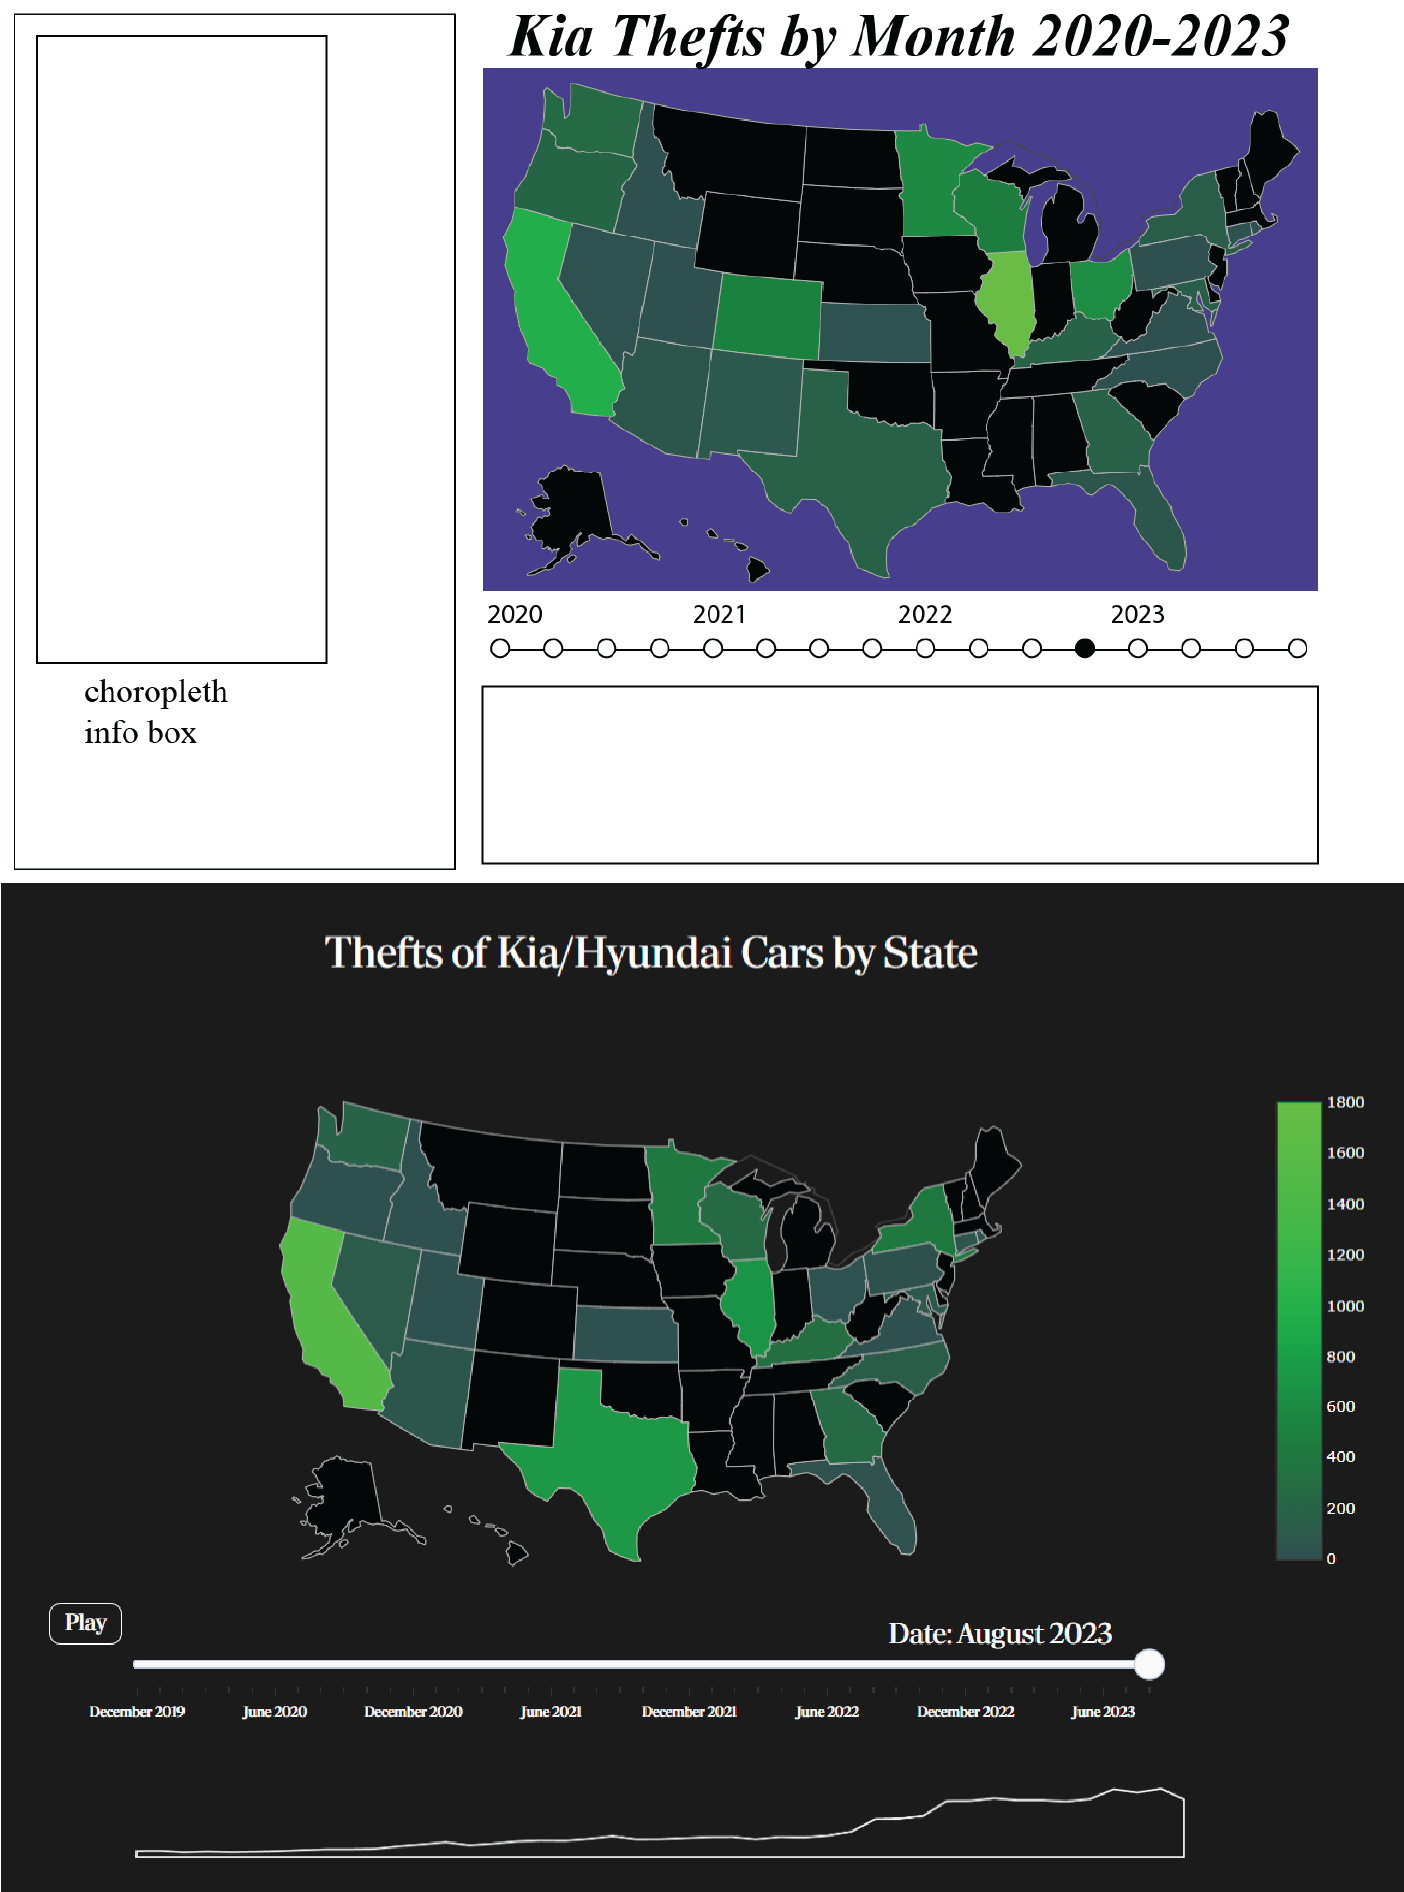 Kia Thefts by Month 2020-2023
2020 2021 2022 2023
choropleth
info box
Thefts of Kia/Hyundai Cars by State
1800
1600
1400
1200
1000
800
600
400
200
0
Play
Date: August 2023
December 2019 June 2020 December 2020 June 2021 December 2021 June 2022 December 2022 June 2023